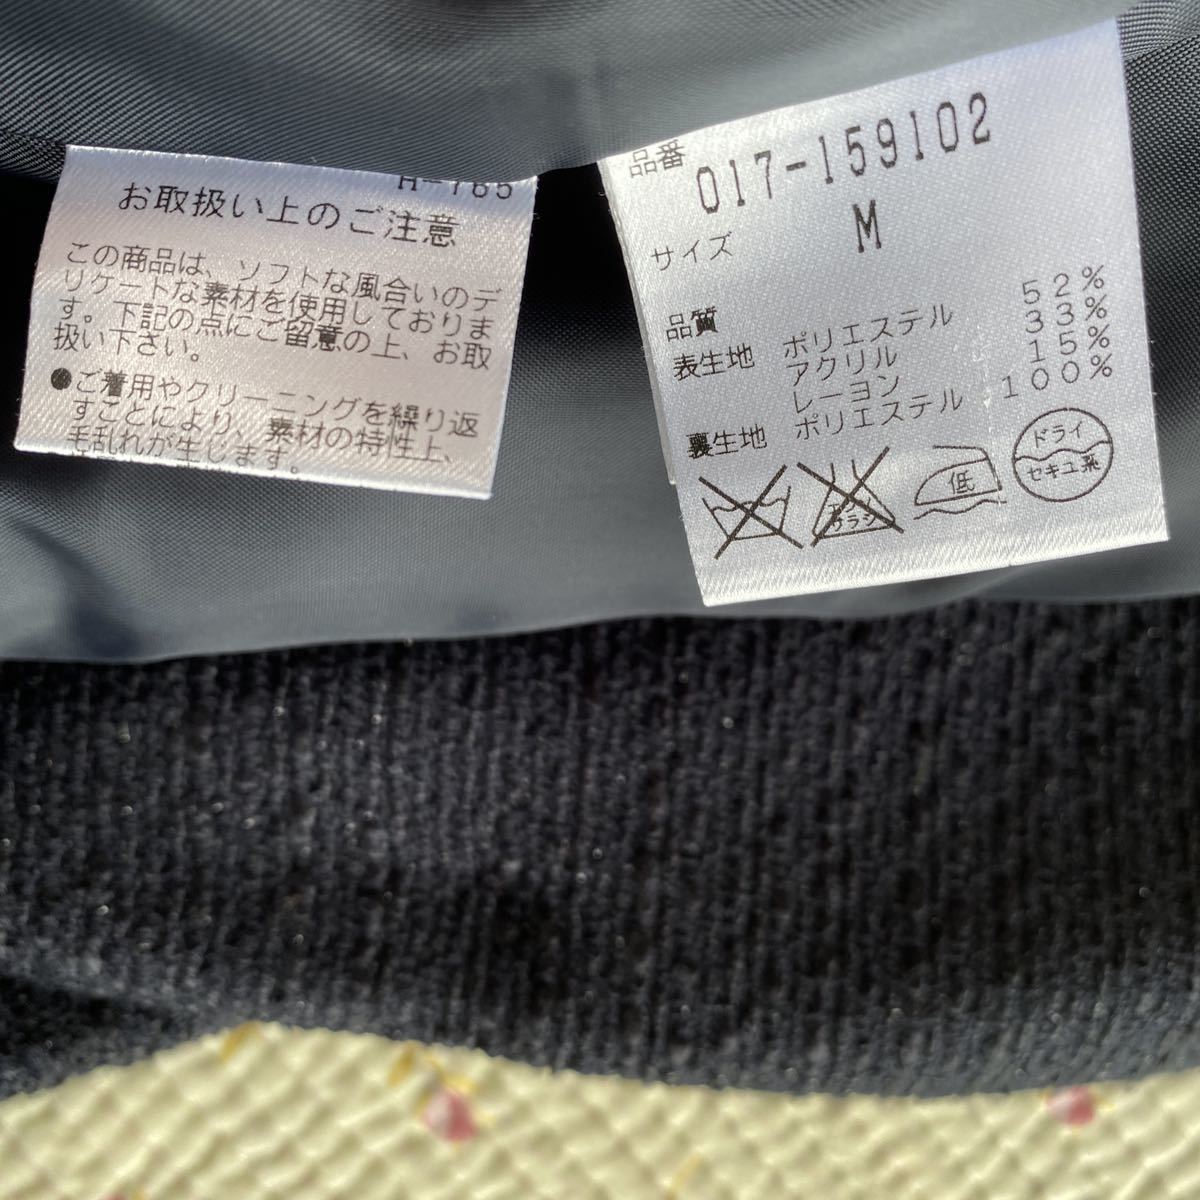 H-165
お取扱い上のご注意
この商品は、ソフトな風合いのデ
リケートな素材を使用しておりま
す。下記の点にご留意の上、お取
扱い下さい。
●ご着用やクリーニングを繰り返
すことにより、素材の特性上、
毛乱れが生じます。
品番 017-159102
サイズ M
品質
表生地 ポリエステル 52%
アクリル 33%
レーヨン 15%
裏生地 ポリエステル 100%
エンソ
サラシ
低
ドライ
セキユ系